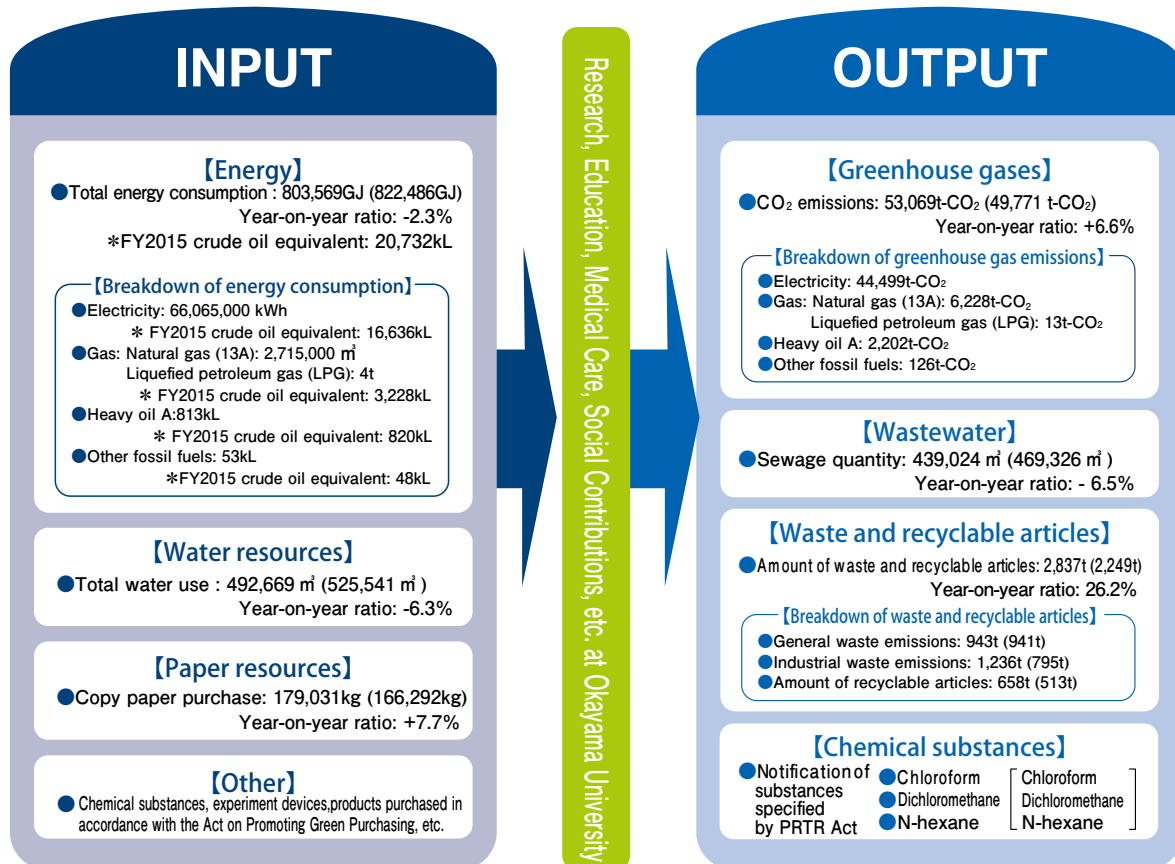 INPUT
【Energy】
●Total energy consumption : 803,569GJ (822,486GJ)
Year-on-year ratio: -2.3%
＊FY2015 crude oil equivalent: 20,732kL
【Breakdown of energy consumption】
●Electricity: 66,065,000 kWh
＊ FY2015 crude oil equivalent: 16,636kL
●Gas: Natural gas (13A): 2,715,000 ㎥
Liquefied petroleum gas (LPG): 4t
＊ FY2015 crude oil equivalent: 3,228kL
●Heavy oil A:813kL
＊ FY2015 crude oil equivalent: 820kL
●Other fossil fuels: 53kL
＊FY2015 crude oil equivalent: 48kL
【Water resources】
●Total water use : 492,669 ㎥ (525,541 ㎥ )
Year-on-year ratio: -6.3%
【Paper resources】
●Copy paper purchase: 179,031kg (166,292kg)
Year-on-year ratio: +7.7%
【Other】
● Chemical substances, experiment devices,products purchased in
accordance with the Act on Promoting Green Purchasing, etc.
Research, Education, Medical Care, Social Contributions, etc. at Okayama University
OUTPUT
【Greenhouse gases】
●CO₂ emissions: 53,069t-CO₂ (49,771 t-CO₂)
Year-on-year ratio: +6.6%
【Breakdown of greenhouse gas emissions】
●Electricity: 44,499t-CO₂
●Gas: Natural gas (13A): 6,228t-CO₂
Liquefied petroleum gas (LPG): 13t-CO₂
●Heavy oil A: 2,202t-CO₂
●Other fossil fuels: 126t-CO₂
【Wastewater】
●Sewage quantity: 439,024 ㎥ (469,326 ㎥ )
Year-on-year ratio: - 6.5%
【Waste and recyclable articles】
●Amount of waste and recyclable articles: 2,837t (2,249t)
Year-on-year ratio: 26.2%
【Breakdown of waste and recyclable articles】
●General waste emissions: 943t (941t)
●Industrial waste emissions: 1,236t (795t)
●Amount of recyclable articles: 658t (513t)
【Chemical substances】
●Notification of
substances
specified
by PRTR Act
●Chloroform
●Dichloromethane
●N-hexane
[Chloroform
Dichloromethane
N-hexane]